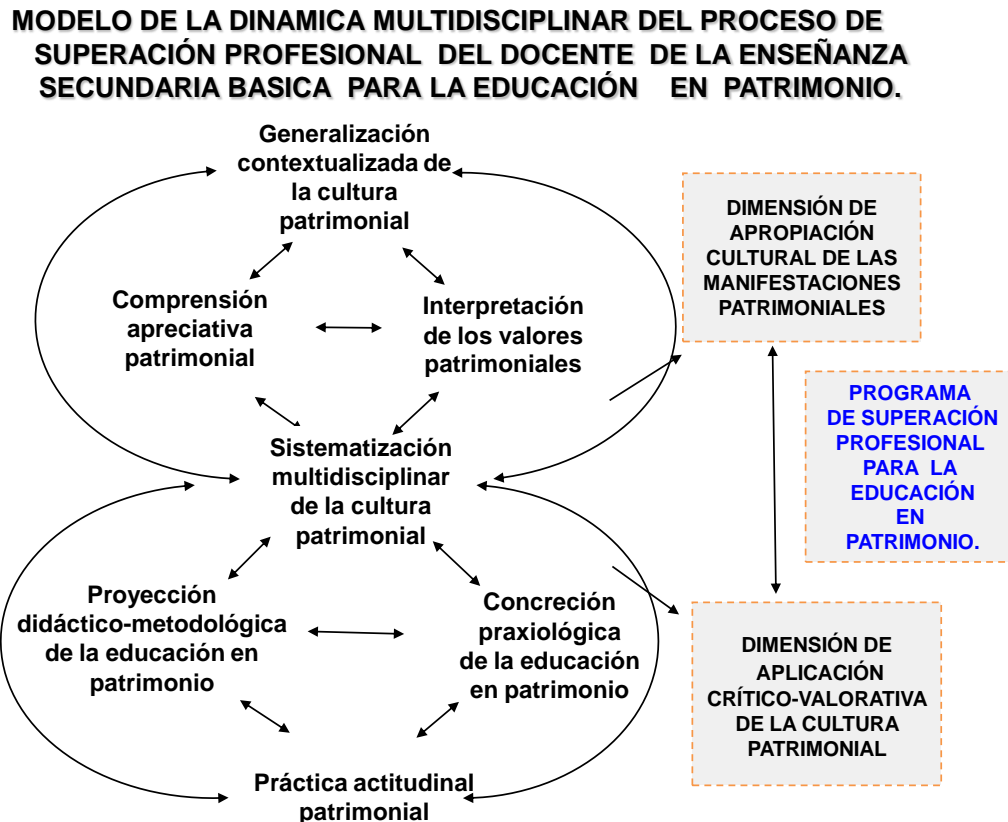 MODELO DE LA DINAMICA MULTIDISCIPLINAR DEL PROCESO DE
SUPERACIÓN PROFESIONAL DEL DOCENTE DE LA ENSEÑANZA
SECUNDARIA BASICA PARA LA EDUCACIÓN EN PATRIMONIO.
Generalización
contextualizada de
la cultura
patrimonial
Comprensión
apreciativa
patrimonial
Interpretación
de los valores
patrimoniales
Sistematización
multidisciplinar
de la cultura
patrimonial
Proyección
didáctico-metodológica
de la educación en
patrimonio
Concreción
praxiológica
de la educación
en patrimonio
Práctica actitudinal
patrimonial
DIMENSIÓN DE
APROPIACIÓN
CULTURAL DE LAS
MANIFESTACIONES
PATRIMONIALES
PROGRAMA
DE SUPERACIÓN
PROFESIONAL
PARA LA
EDUCACIÓN
EN
PATRIMONIO.
DIMENSIÓN DE
APLICACIÓN
CRÍTICO-VALORATIVA
DE LA CULTURA
PATRIMONIAL